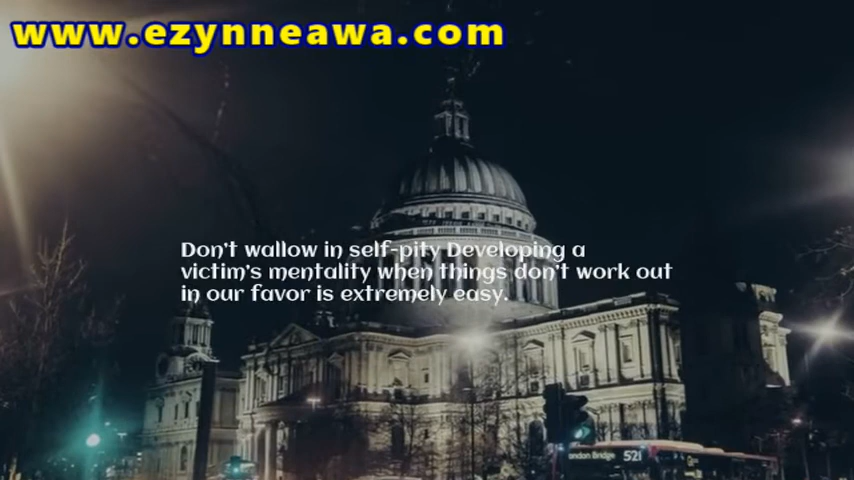 www.ezynneawa.com
Don't wallow in self-pity Developing a
victim's mentality when things don't work out
in our favor is extremely easy.
ondon Bridge 521